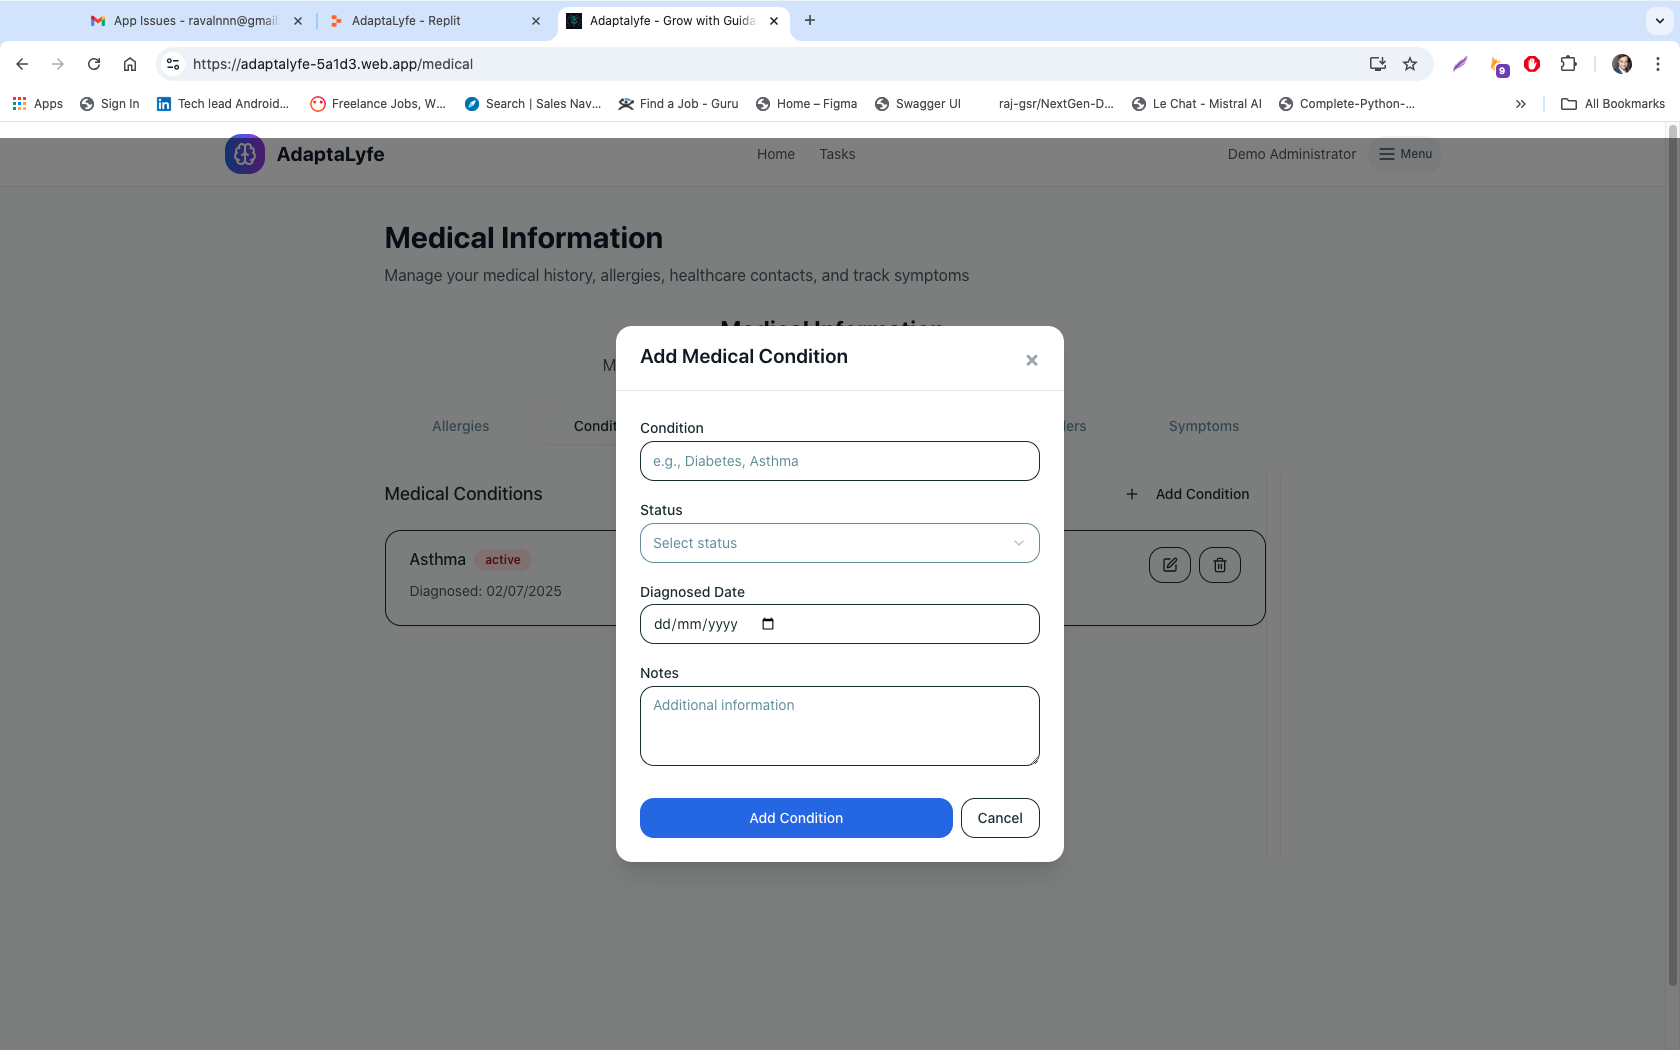 App Issues - ravalnnn@gmail
AdaptaLyfe - Replit
Adaptalyfe - Grow with Guida
https://adaptalyfe-5a1d3.web.app/medical
9
Apps
Sign In
Tech lead Android...
Freelance Jobs, W...
Search | Sales Nav...
Find a Job - Guru
Home – Figma
Swagger UI
raj-gsr/NextGen-D...
Le Chat - Mistral AI
Complete-Python-...
All Bookmarks
AdaptaLyfe
Home
Tasks
Demo Administrator
Menu
Medical Information
Manage your medical history, allergies, healthcare contacts, and track symptoms
Medical Information
M
Add Medical Condition
Allergies
Condit
ders
Symptoms
Medical Conditions
Add Condition
Asthma
active
Diagnosed: 02/07/2025
Condition
e.g., Diabetes, Asthma
Status
Select status
Diagnosed Date
dd/mm/yyyy
Notes
Additional information
Add Condition
Cancel